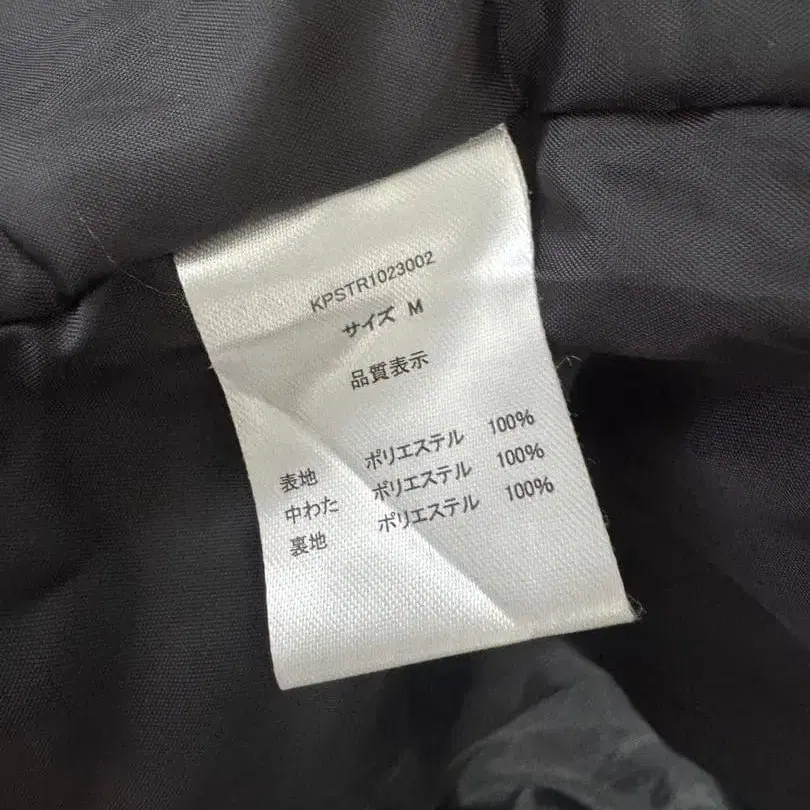 KPSTR1023002
サイズ M
品質表示
表地 ポリエステル 100%
中わた ポリエステル 100%
裏地 ポリエステル 100%